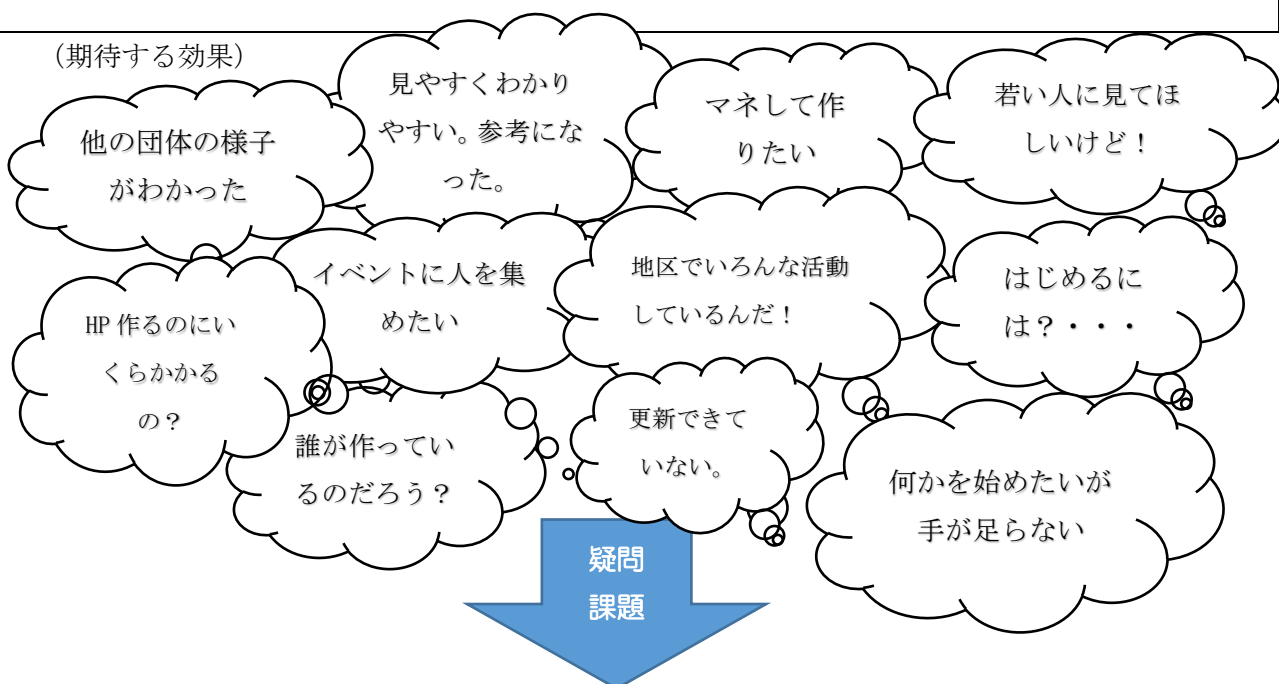 （期待する効果）
他の団体の様子
がわかった
見やすくわかり
やすい。参考にな
った。
マネして作
りたい
若い人に見てほ
しいけど！
HP 作るのにい
くらかかる
の？
イベントに人を集
めたい
地区でいろんな活動
しているんだ！
はじめるに
は？・・・
誰が作ってい
るのだろう？
更新できて
いない。
何かを始めたいが
手が足らない
疑問
課題